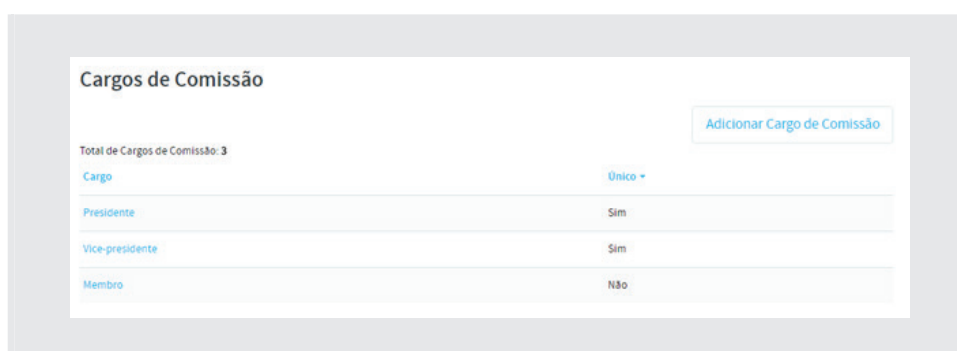 Cargos de Comissão
Adicionar Cargo de Comissão
Total de Cargos de Comissão: 3
Cargo Único
Presidente Sim
Vice-presidente Sim
Membro Não